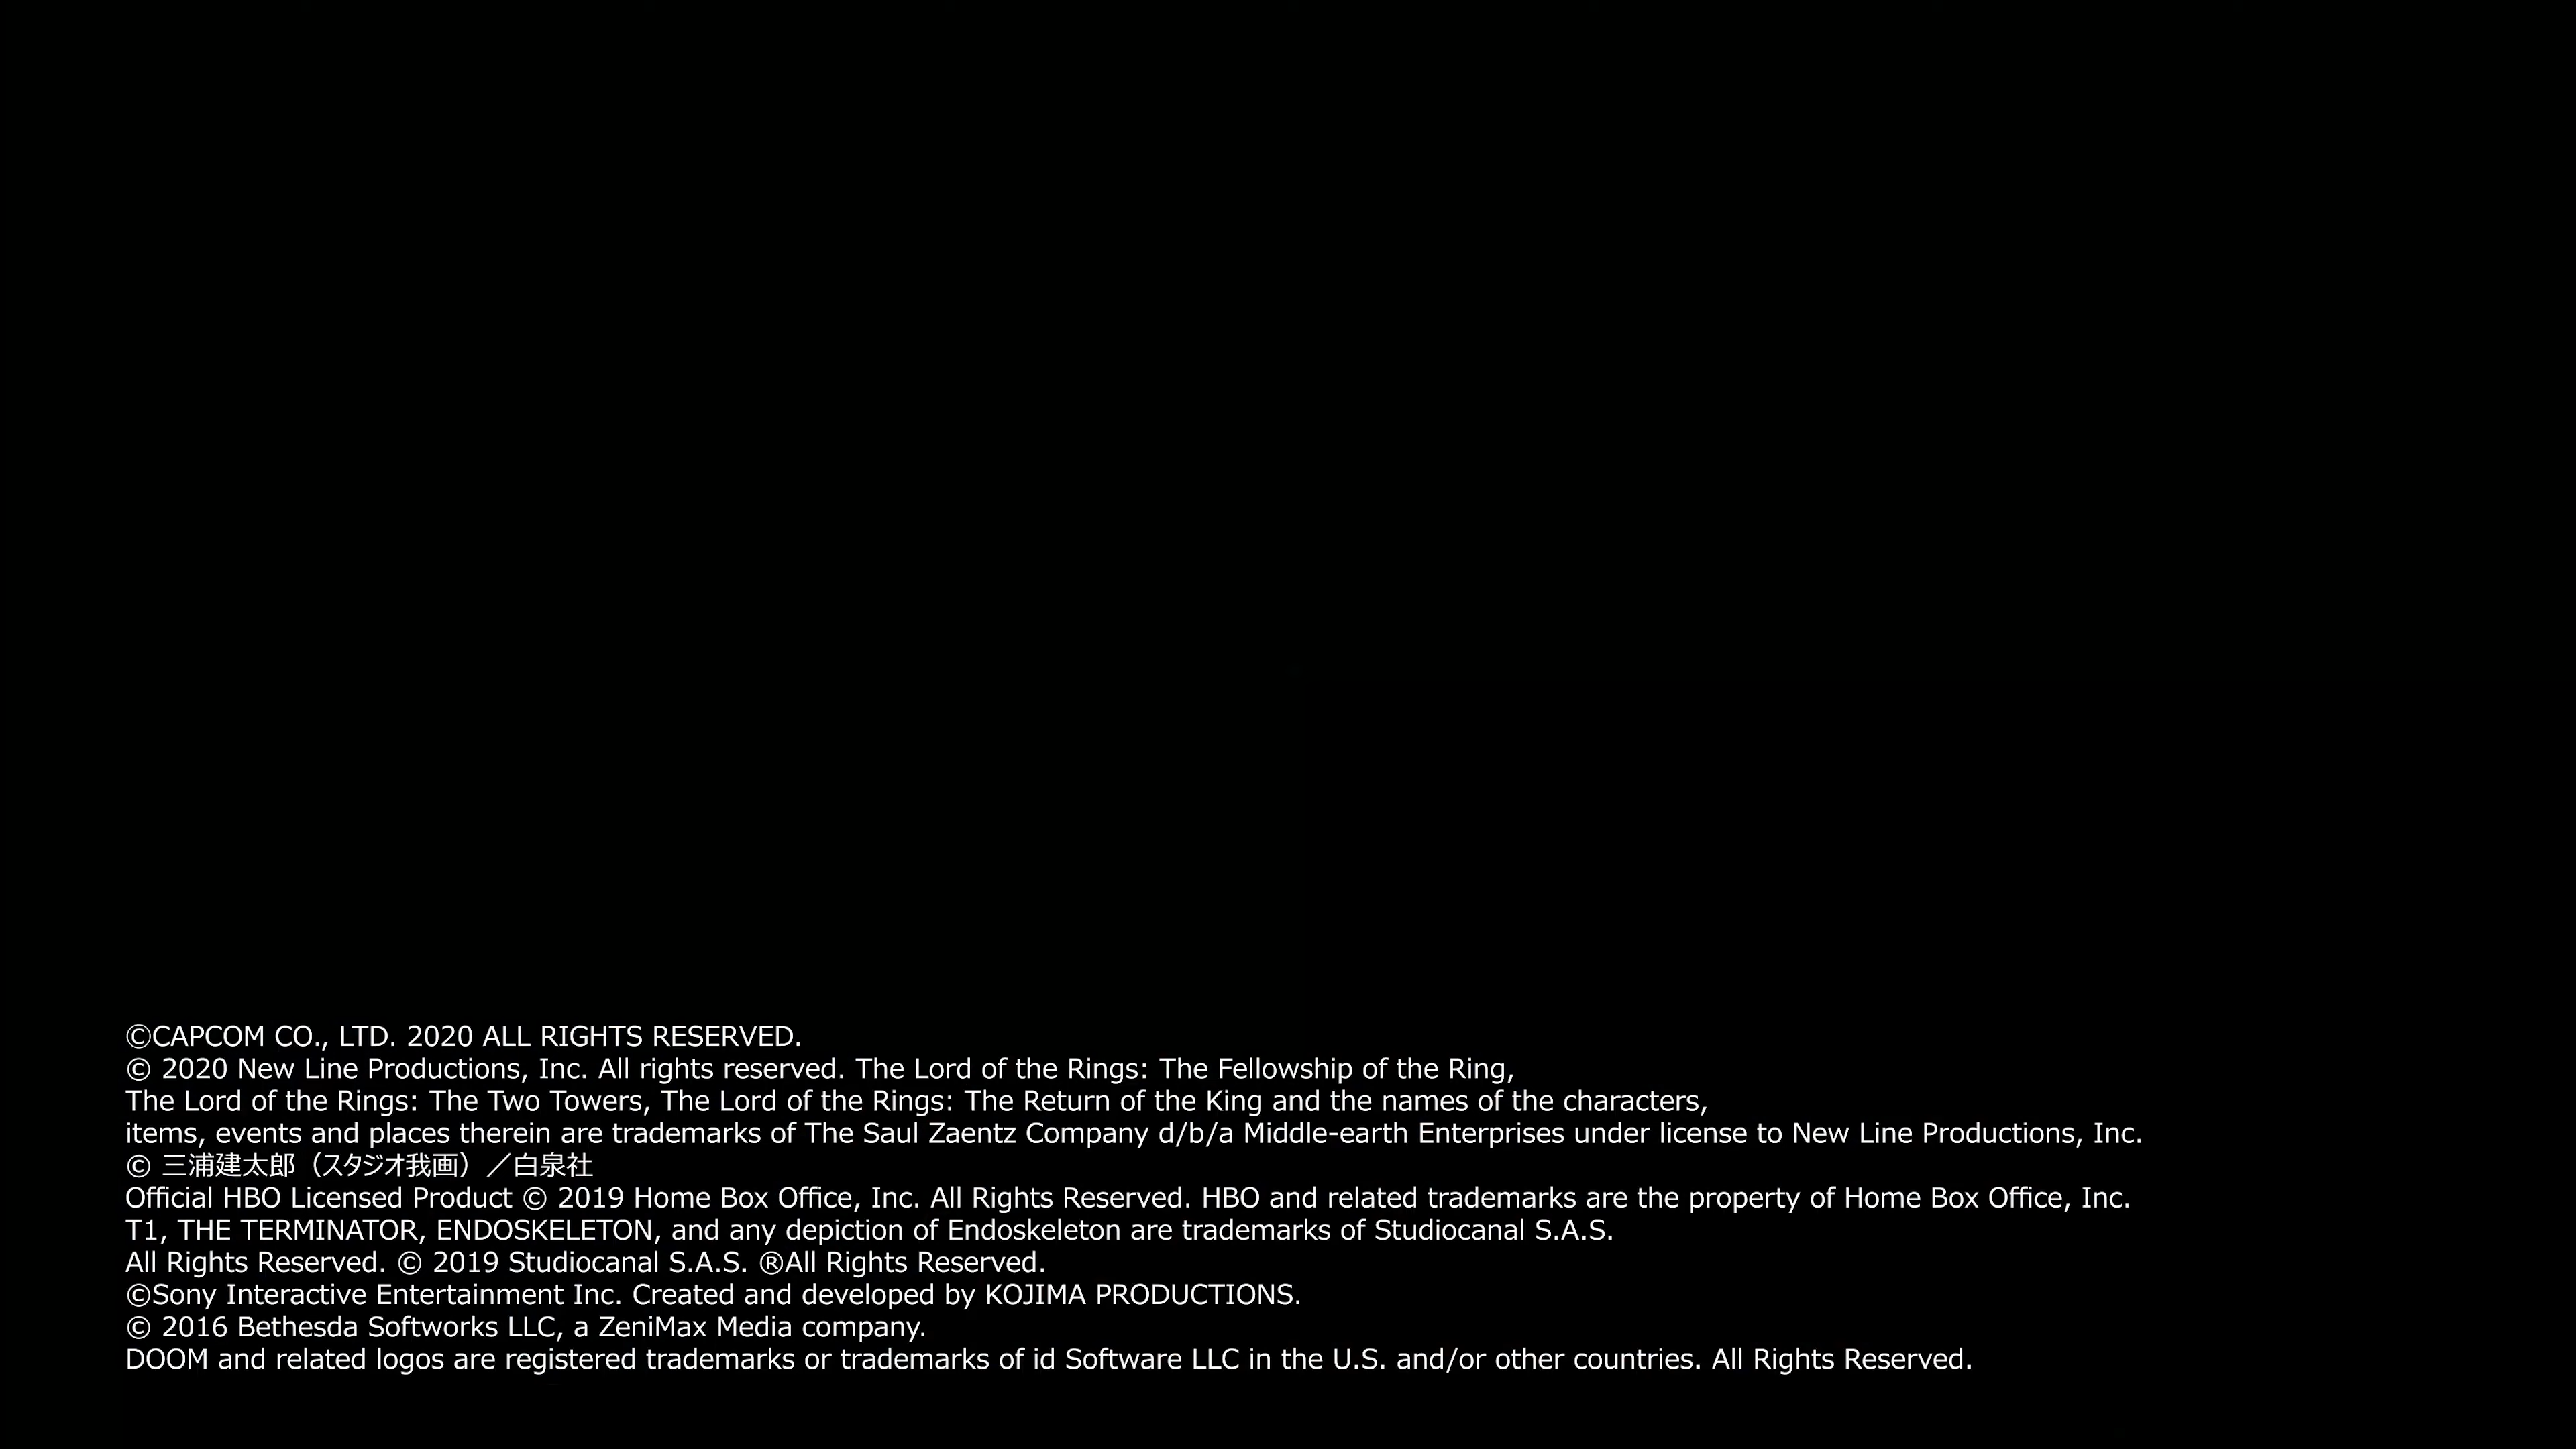 ©CAPCOM CO., LTD. 2020 ALL RIGHTS RESERVED.
© 2020 New Line Productions, Inc. All rights reserved. The Lord of the Rings: The Fellowship of the Ring,
The Lord of the Rings: The Two Towers, The Lord of the Rings: The Return of the King and the names of the characters,
items, events and places therein are trademarks of The Saul Zaentz Company d/b/a Middle-earth Enterprises under license to New Line Productions, Inc.
© 三浦建太郎（スタジオ我画）／白泉社
Official HBO Licensed Product © 2019 Home Box Office, Inc. All Rights Reserved. HBO and related trademarks are the property of Home Box Office, Inc.
T1, THE TERMINATOR, ENDOSKELETON, and any depiction of Endoskeleton are trademarks of Studiocanal S.A.S.
All Rights Reserved. © 2019 Studiocanal S.A.S. ®All Rights Reserved.
©Sony Interactive Entertainment Inc. Created and developed by KOJIMA PRODUCTIONS.
© 2016 Bethesda Softworks LLC, a ZeniMax Media company.
DOOM and related logos are registered trademarks or trademarks of id Software LLC in the U.S. and/or other countries. All Rights Reserved.